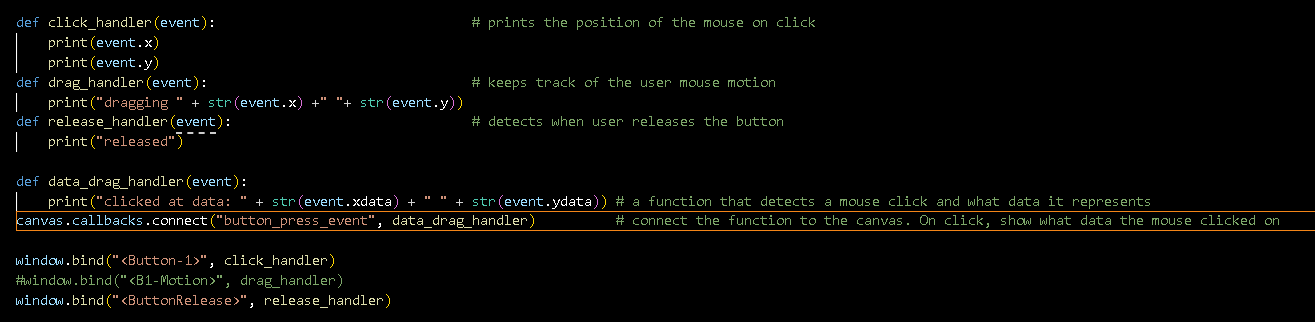 def click_handler(event): # prints the position of the mouse on click
print(event.x)
print(event.y)
def drag_handler(event): # keeps track of the user mouse motion
print("dragging " + str(event.x) +" "+ str(event.y))
def release_handler(event): # detects when user releases the button
print("released")
def data_drag_handler(event):
print("clicked at data: " + str(event.xdata) + " " + str(event.ydata)) # a function that detects a mouse click and what data it represents
canvas.callbacks.connect("button_press_event", data_drag_handler) # connect the function to the canvas. On click, show what data the mouse clicked on
window.bind("<Button-1>", click_handler)
#window.bind("<B1-Motion>", drag_handler)
window.bind("<ButtonRelease>", release_handler)